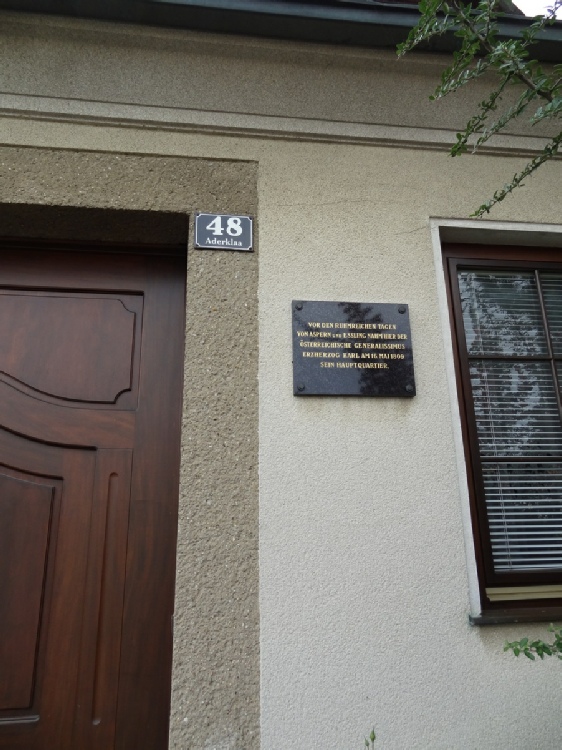 48
Aderklaa
VOR DEN RUHMREICHEN TAGEN
VON ASPERN UND ESSLING NAHM HIER DER
ÖSTERREICHISCHE GENERALISSIMUS
ERZHERZOG KARL AM 16. MAI 1809
SEIN HAUPTQUARTIER.